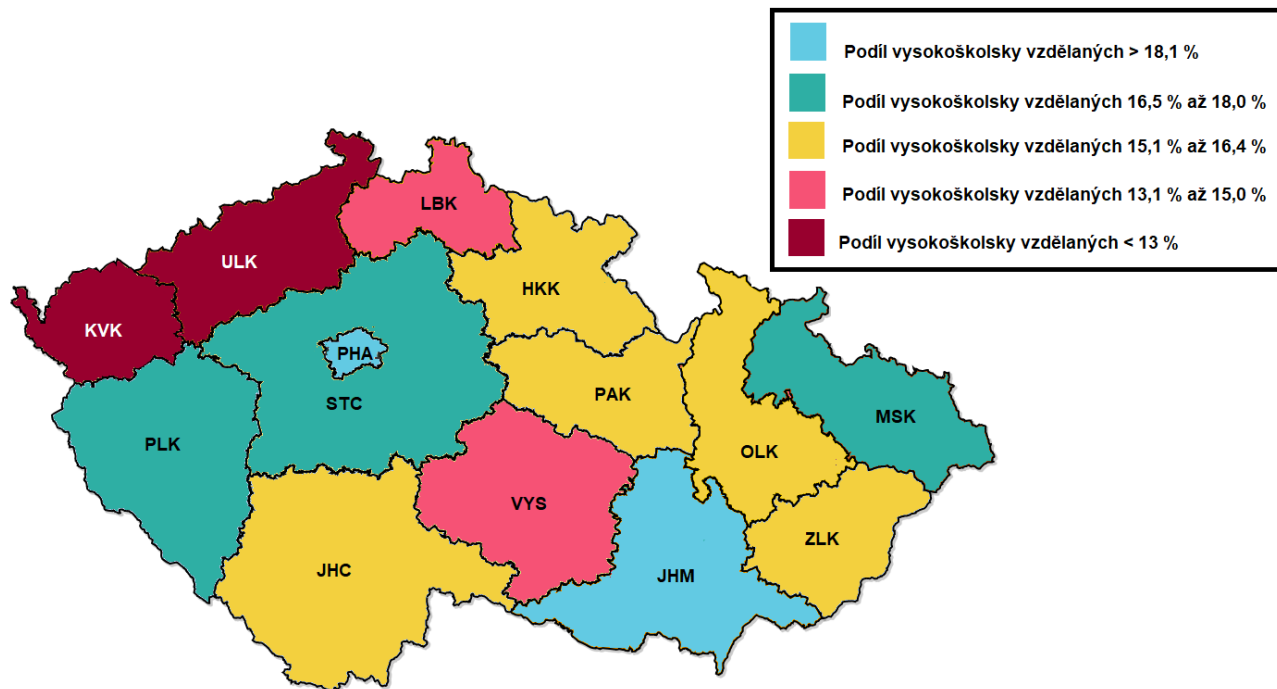 Podíl vysokoškolsky vzdělaných > 18,1 %
Podíl vysokoškolsky vzdělaných 16,5 % až 18,0 %
Podíl vysokoškolsky vzdělaných 15,1 % až 16,4 %
Podíl vysokoškolsky vzdělaných 13,1 % až 15,0 %
Podíl vysokoškolsky vzdělaných < 13 %
LBK
ULK
HKK
KVK
PHA
PAK
STC
MSK
PLK
OLK
VYS
ZLK
JHC
JHM